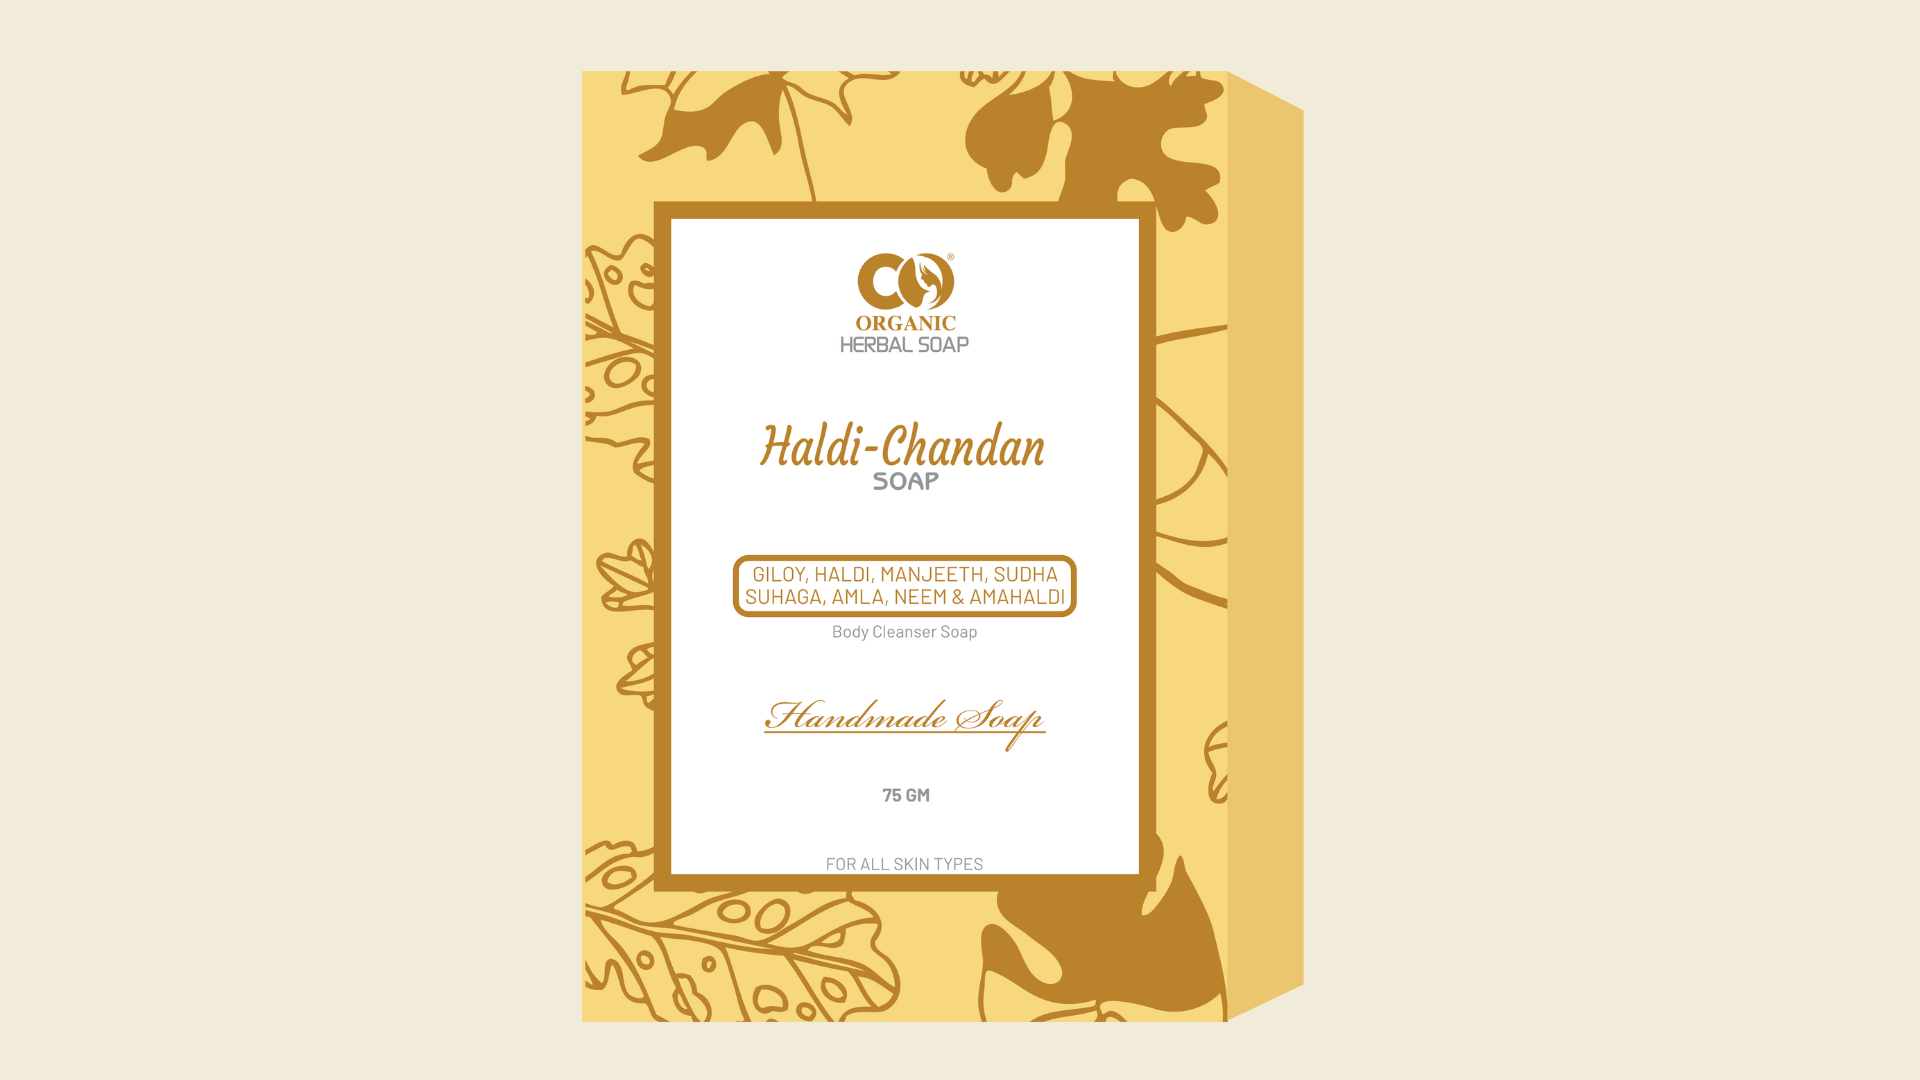 CO®
ORGANIC
HERBAL SOAP
Haldi-Chandan
SOAP
GILOY, HALDI, MANJEETH, SUDHA
SUHAGA, AMLA, NEEM & AMAHALDI
Body Cleanser Soap
Handmade Soap
75 GM
FOR ALL SKIN TYPES